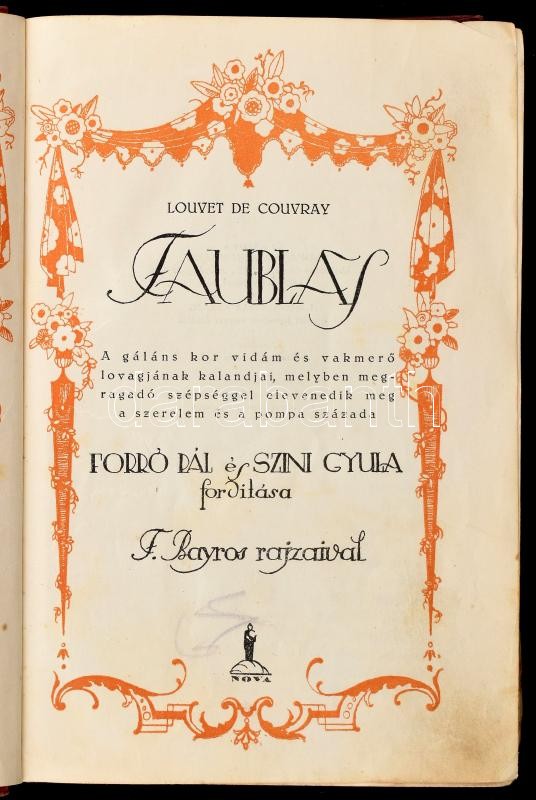 LOUVET DE COUVRAY
FAUBLAS
A gáláns kor vidám és vakmerő
lovagjának kalandjai, melyben meg-
ragadó szépséggel elevenedik meg
a szerelem és a pompa százada
darabanth
FORRÓ PÁL és SZINI GYULA
fordítása
F. Bayros rajzaival
NOVA